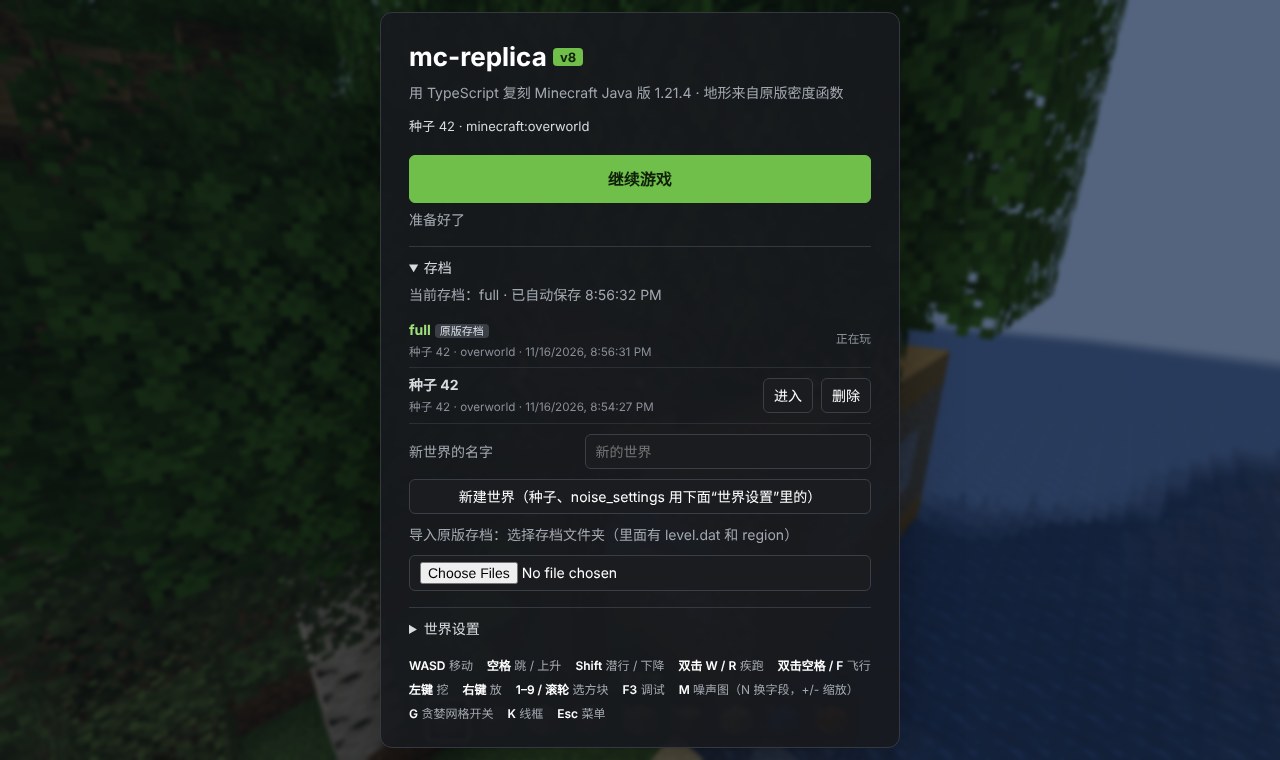 mc-replica v8
用 TypeScript 复刻 Minecraft Java 版 1.21.4 · 地形来自原版密度函数
种子 42 · minecraft:overworld
继续游戏
准备好了
▼ 存档
当前存档：full · 已自动保存 8:56:32 PM
full 原版存档
正在玩
种子 42 · overworld · 11/16/2026, 8:56:31 PM
种子 42
进入 删除
种子 42 · overworld · 11/16/2026, 8:54:27 PM
新世界的名字 新的世界
新建世界（种子、noise_settings 用下面“世界设置”里的）
导入原版存档：选择存档文件夹（里面有 level.dat 和 region）
Choose Files No file chosen
▶ 世界设置
WASD 移动 空格 跳 / 上升 Shift 潜行 / 下降 双击 W / R 疾跑 双击空格 / F 飞行
左键 挖 右键 放 1–9 / 滚轮 选方块 F3 调试 M 噪声图（N 换字段，+/- 缩放）
G 贪婪网格开关 K 线框 Esc 菜单